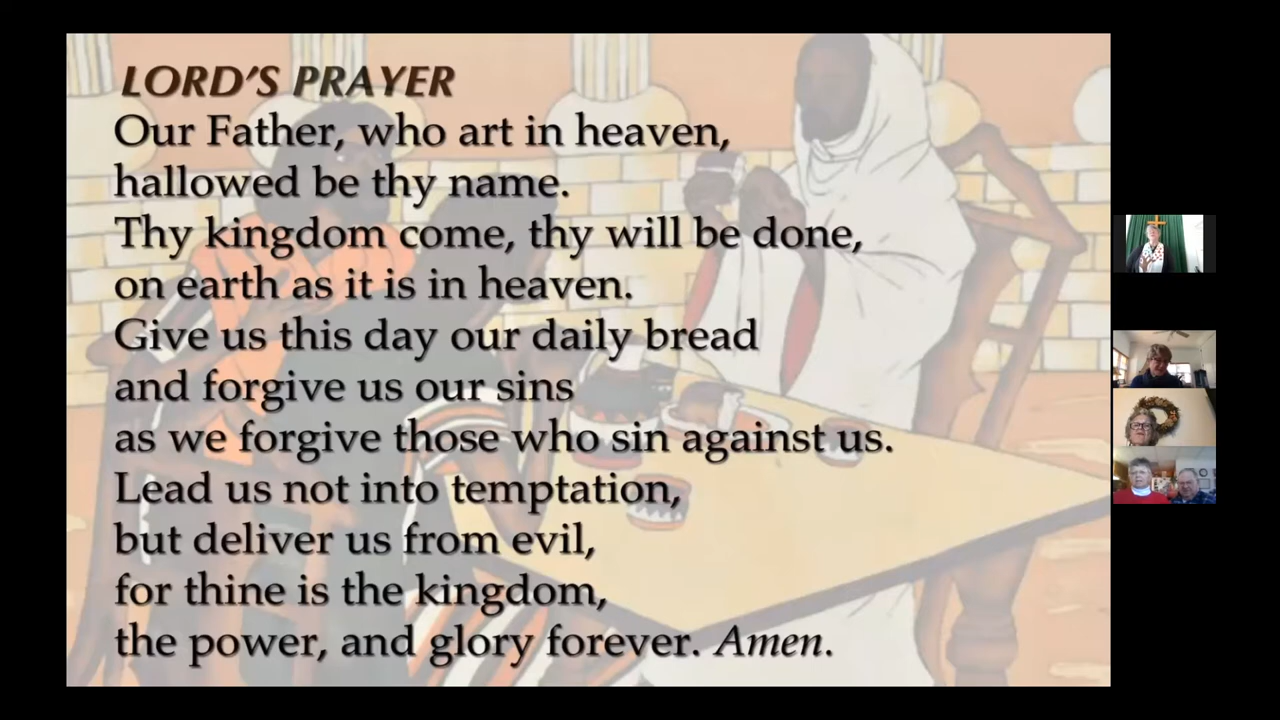 LORD'S PRAYER
Our Father, who art in heaven,
hallowed be thy name.
Thy kingdom come, thy will be done,
on earth as it is in heaven.
Give us this day our daily bread
and forgive us our sins
as we forgive those who sin against us.
Lead us not into temptation,
but deliver us from evil,
for thine is the kingdom,
the power, and glory forever. Amen.